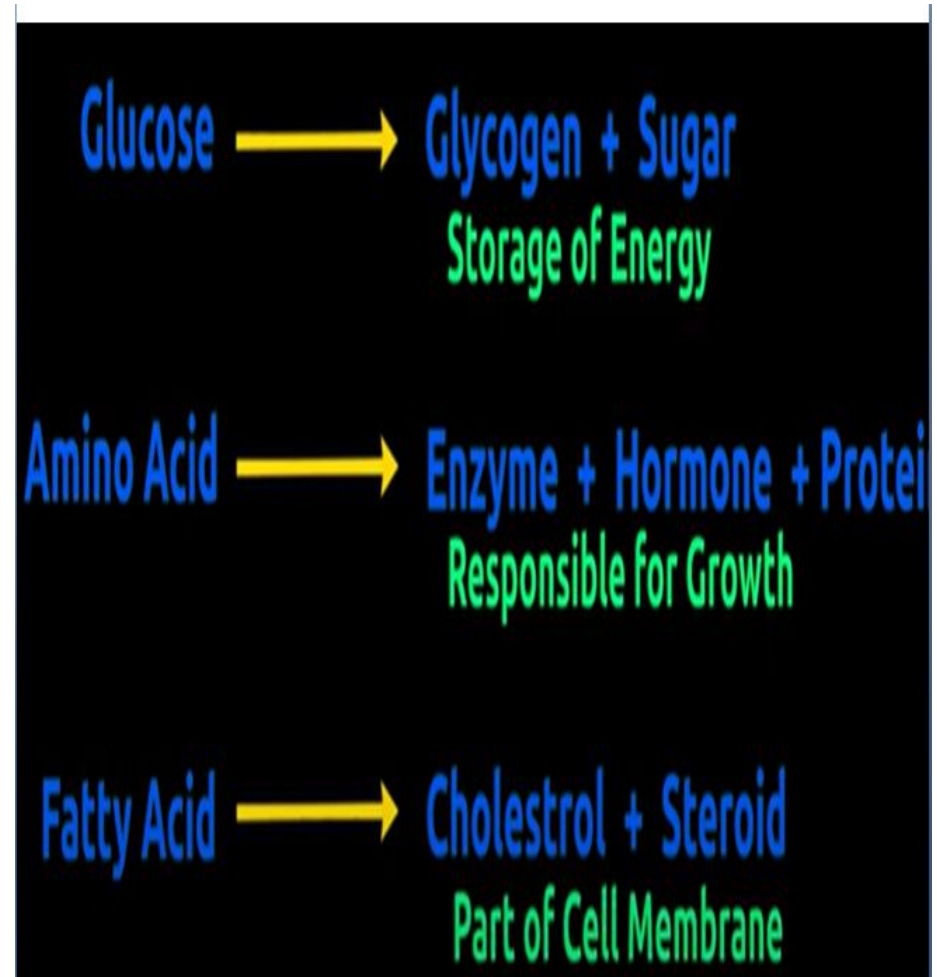 Glucose → Glycogen + Sugar
Storage of Energy
Amino Acid → Enzyme + Hormone + Protei
Responsible for Growth
Fatty Acid → Cholestrol + Steroid
Part of Cell Membrane